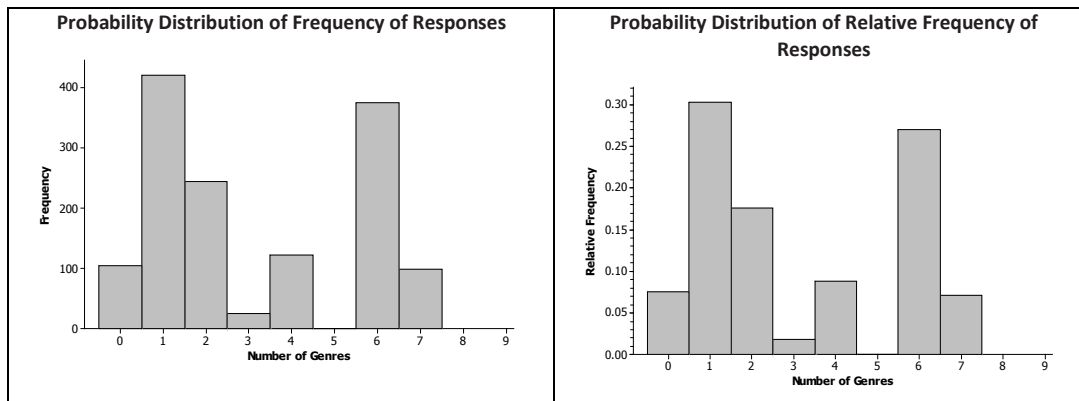 Probability Distribution of Frequency of Responses
400
300
200
100
0
Frequency
0 1 2 3 4 5 6 7 8 9
Number of Genres
Probability Distribution of Relative Frequency of
Responses
0.30
0.25
0.20
0.15
0.10
0.05
0.00
Relative Frequency
0 1 2 3 4 5 6 7 8 9
Number of Genres